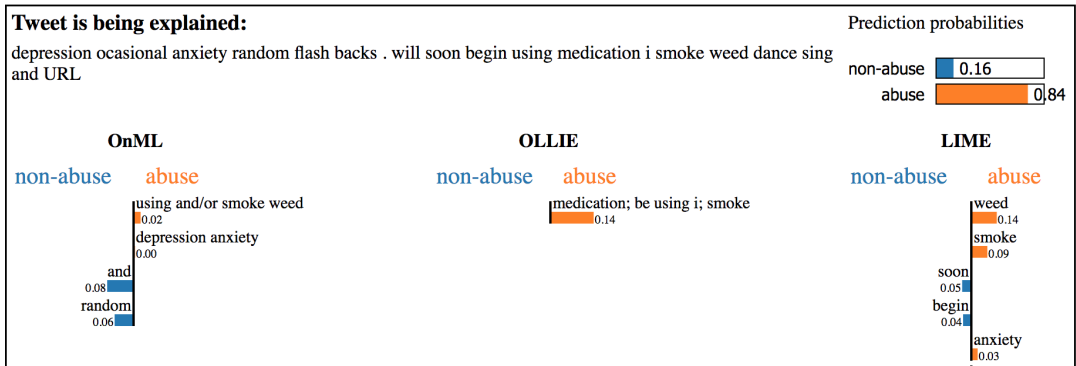 Tweet is being explained:
depression ocasional anxiety random flash backs . will soon begin using medication i smoke weed dance sing
and URL
Prediction probabilities
non-abuse 0.16
abuse 0.84
OnML
non-abuse abuse
using and/or smoke weed
0.02
depression anxiety
0.00
and
0.08
random
0.06
OLLIE
non-abuse abuse
medication; be using i; smoke
0.14
LIME
non-abuse abuse
weed
0.14
smoke
0.09
soon
0.05
begin
0.04
anxiety
0.03